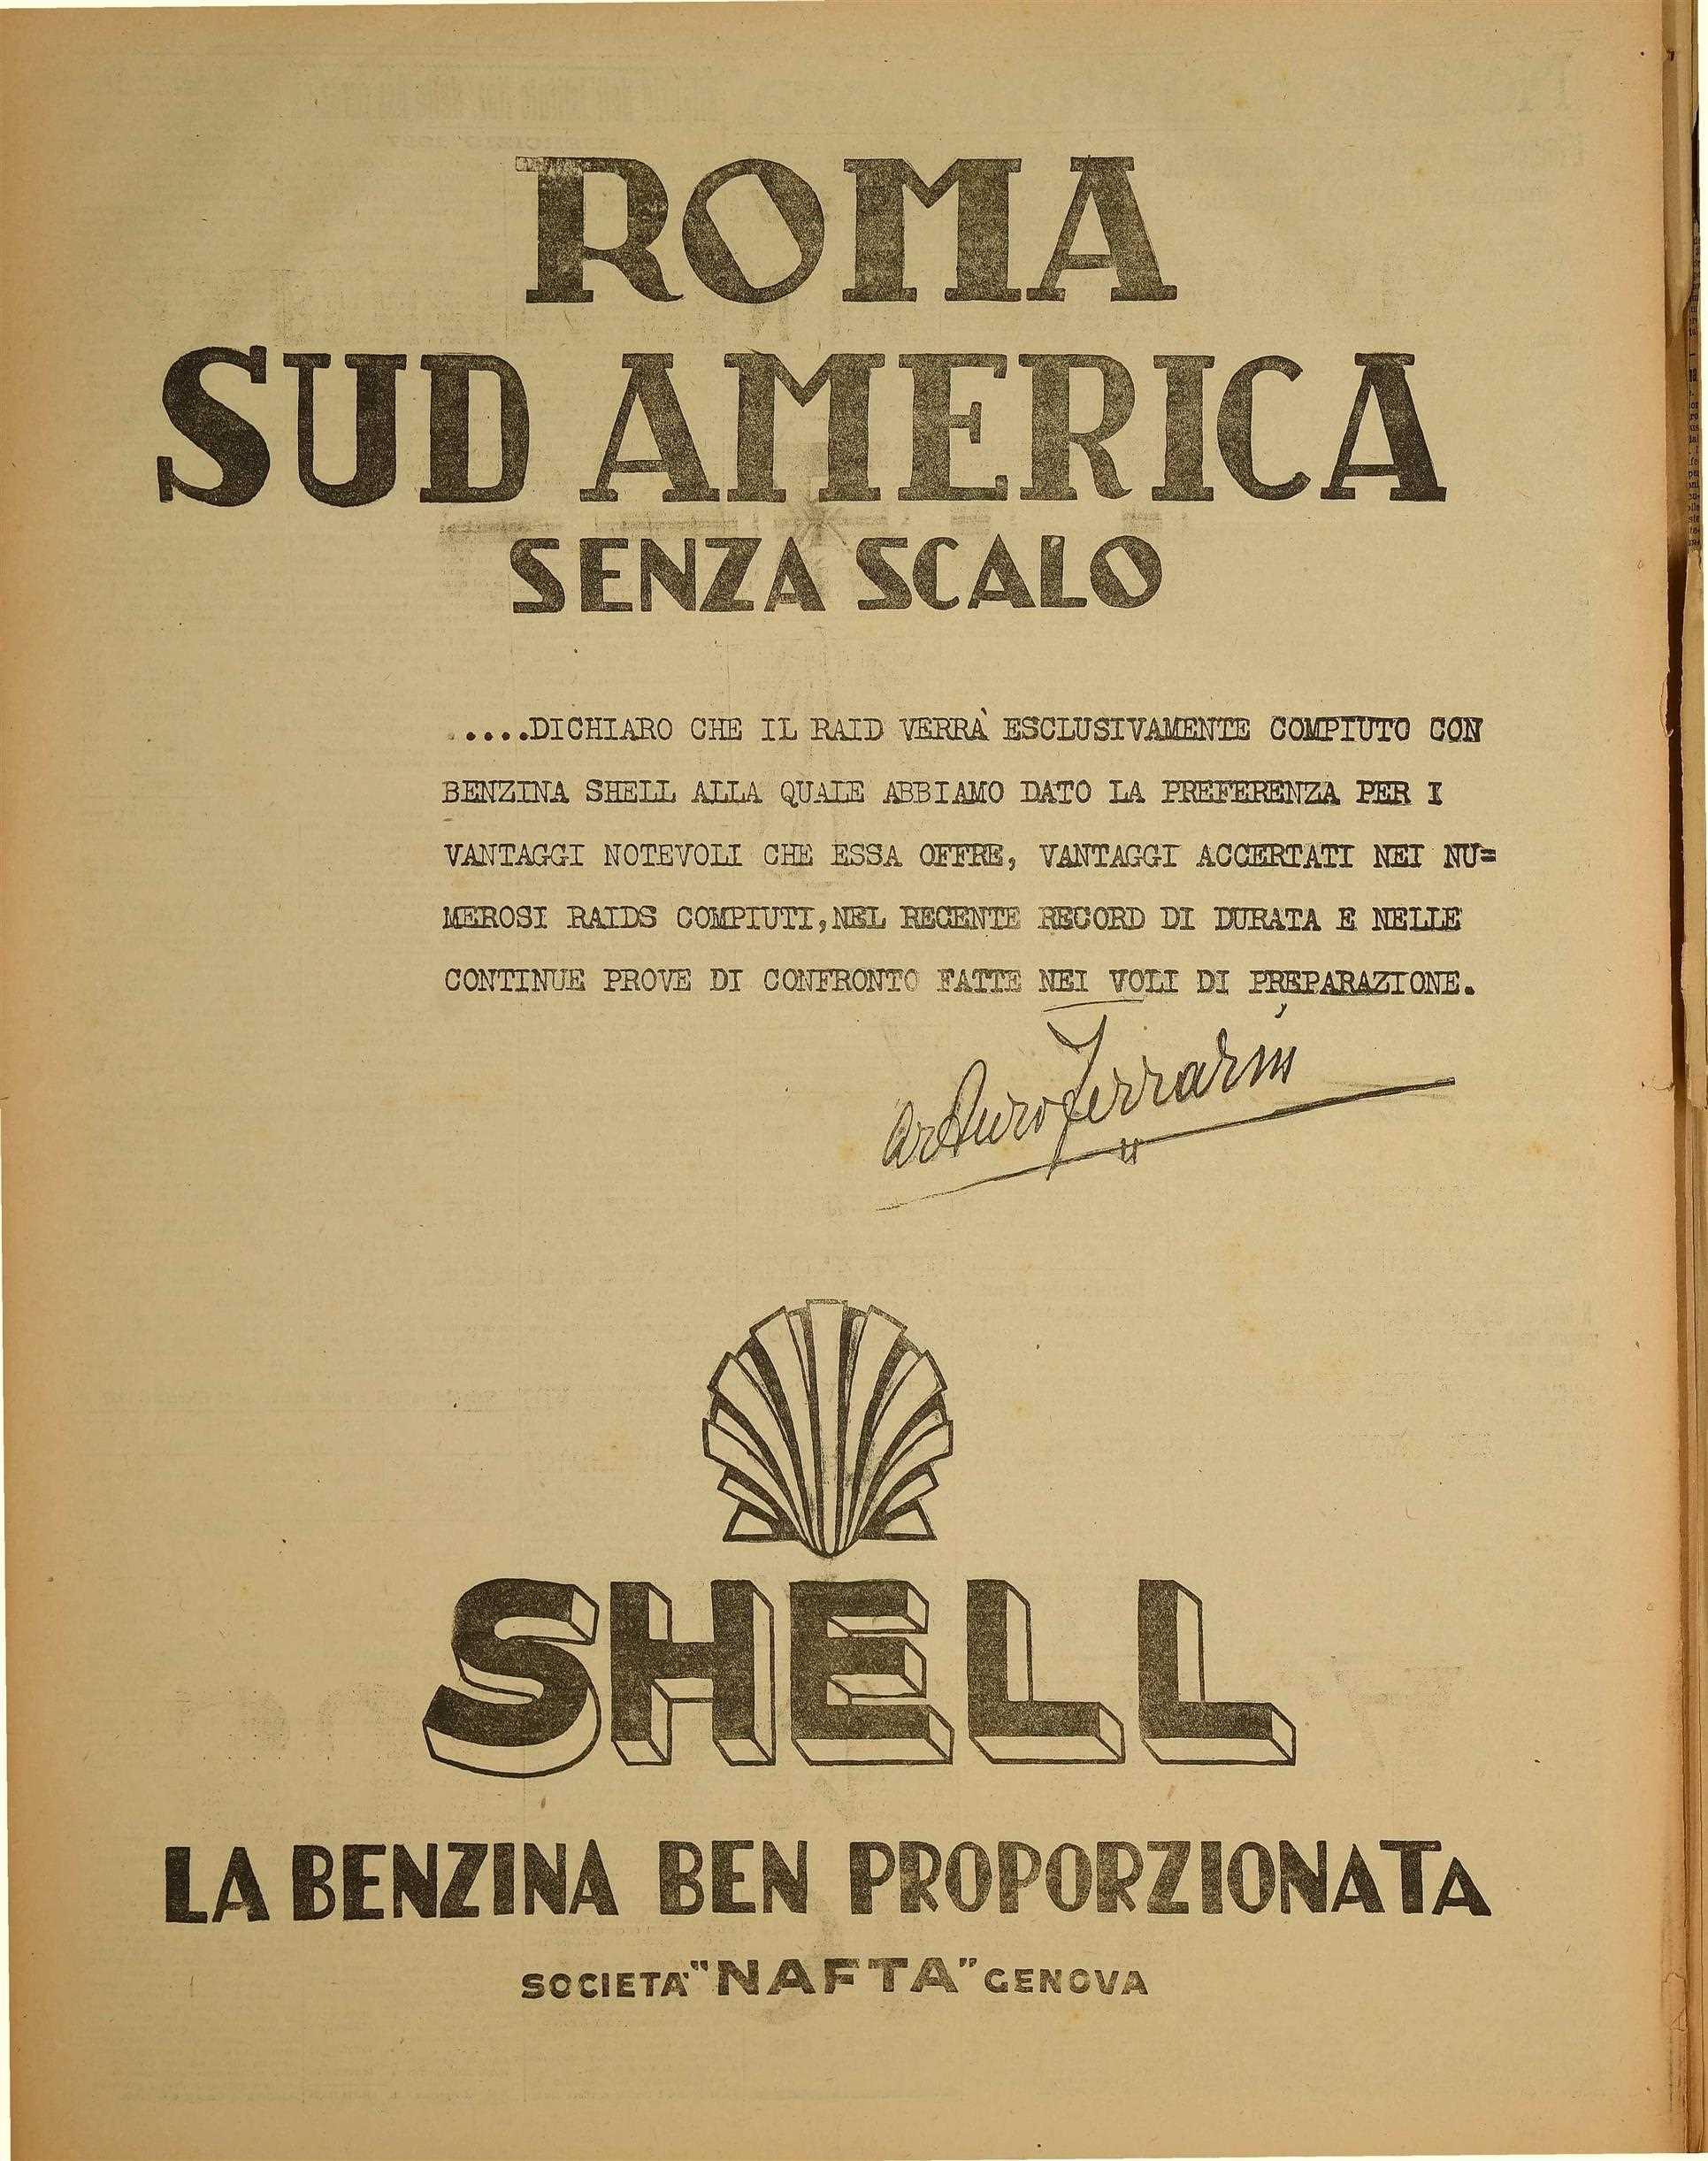 ROMA
SUD AMERICA
SENZA SCALO
.....DICHIARO CHE IL RAID VERRÀ ESCLUSIVAMENTE COMPIUTO CON
BENZINA SHELL ALLA QUALE ABBIAMO DATO LA PREFERENZA PER I
VANTAGGI NOTEVOLI CHE ESSA OFFRE, VANTAGGI ACCERTATI NEI NU=
MEROSI RAIDS COMPIUTI, NEL RECENTE RECORD DI DURATA E NELLE
CONTINUE PROVE DI CONFRONTO FATTE NEI VOLI DI PREPARAZIONE.
Arturo Ferrarin
SHELL
LA BENZINA BEN PROPORZIONATA
SOCIETA' "NAFTA" GENOVA